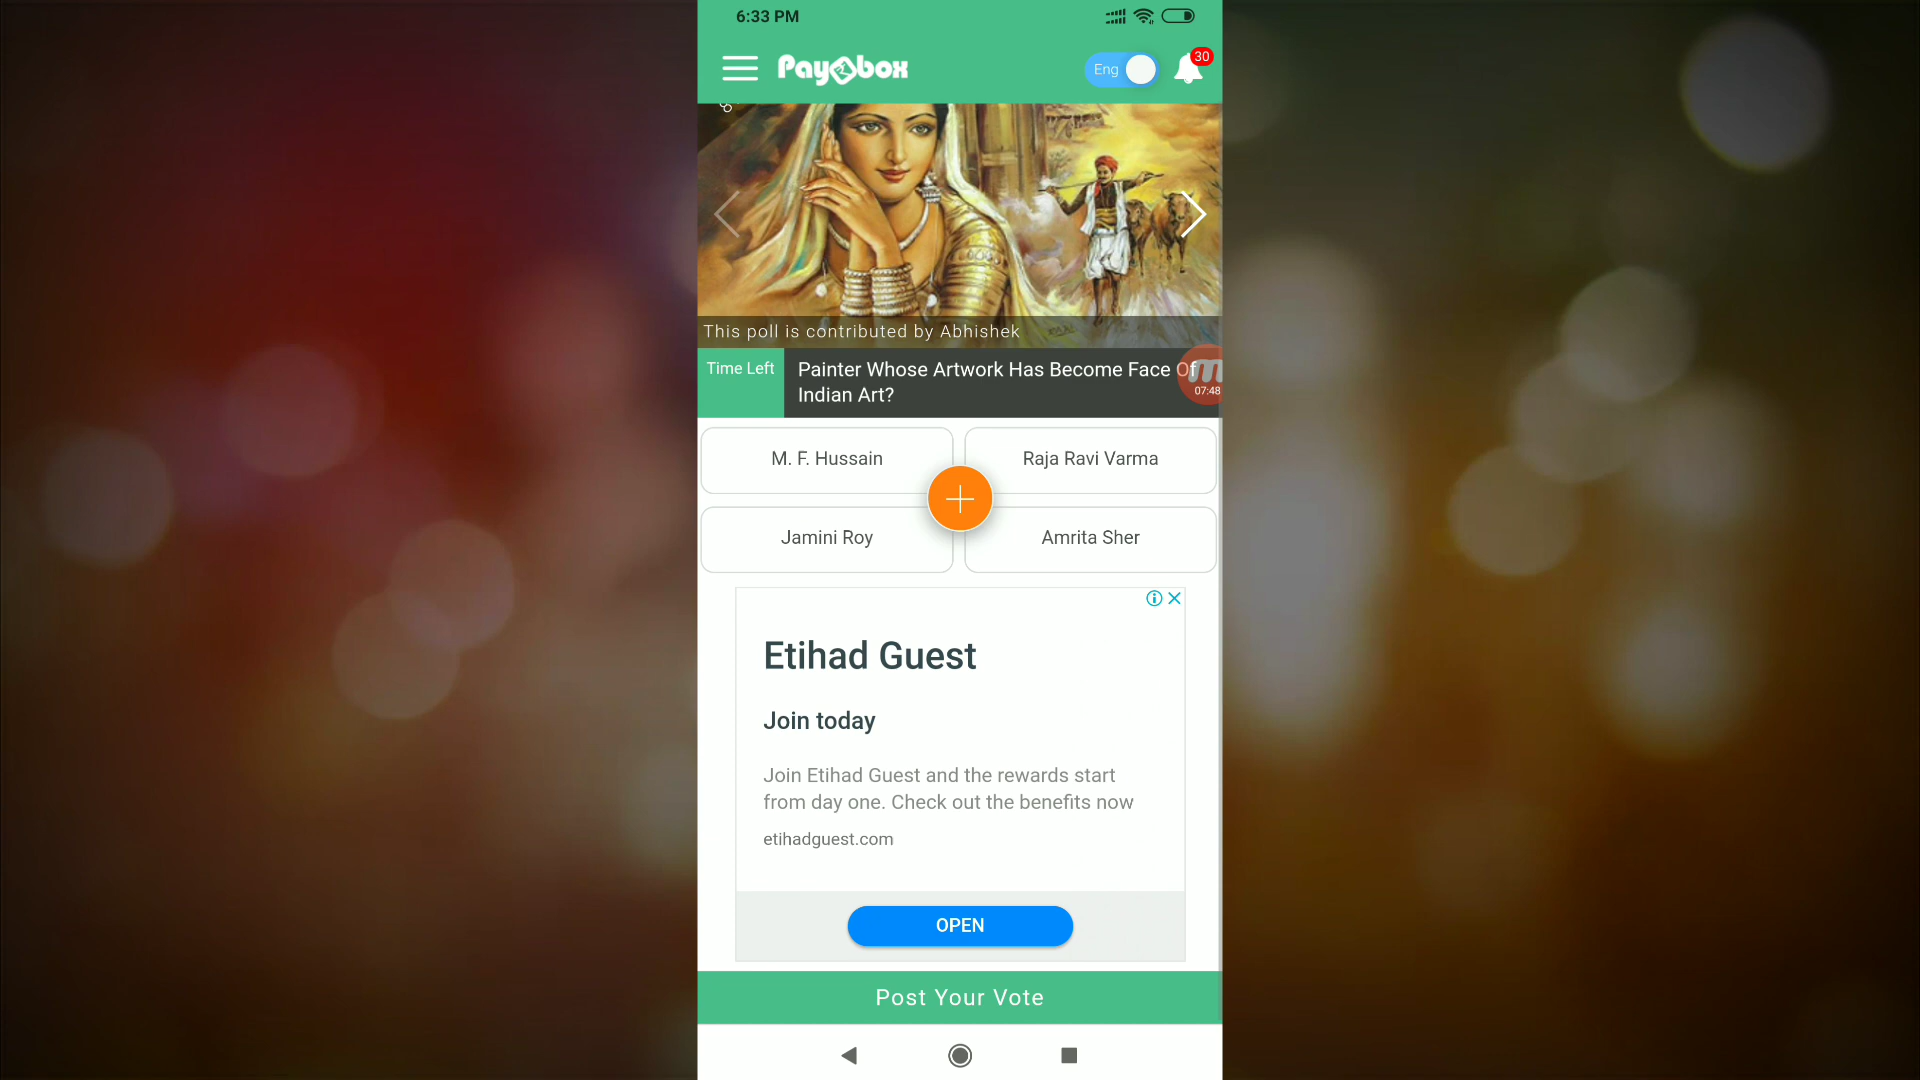 6:33 PM
Paybox
Eng
30
This poll is contributed by Abhishek
Time Left
Painter Whose Artwork Has Become Face Of
Indian Art?
07:48
M. F. Hussain
Raja Ravi Varma
Jamini Roy
Amrita Sher
Etihad Guest
Join today
Join Etihad Guest and the rewards start
from day one. Check out the benefits now
etihadguest.com
OPEN
Post Your Vote